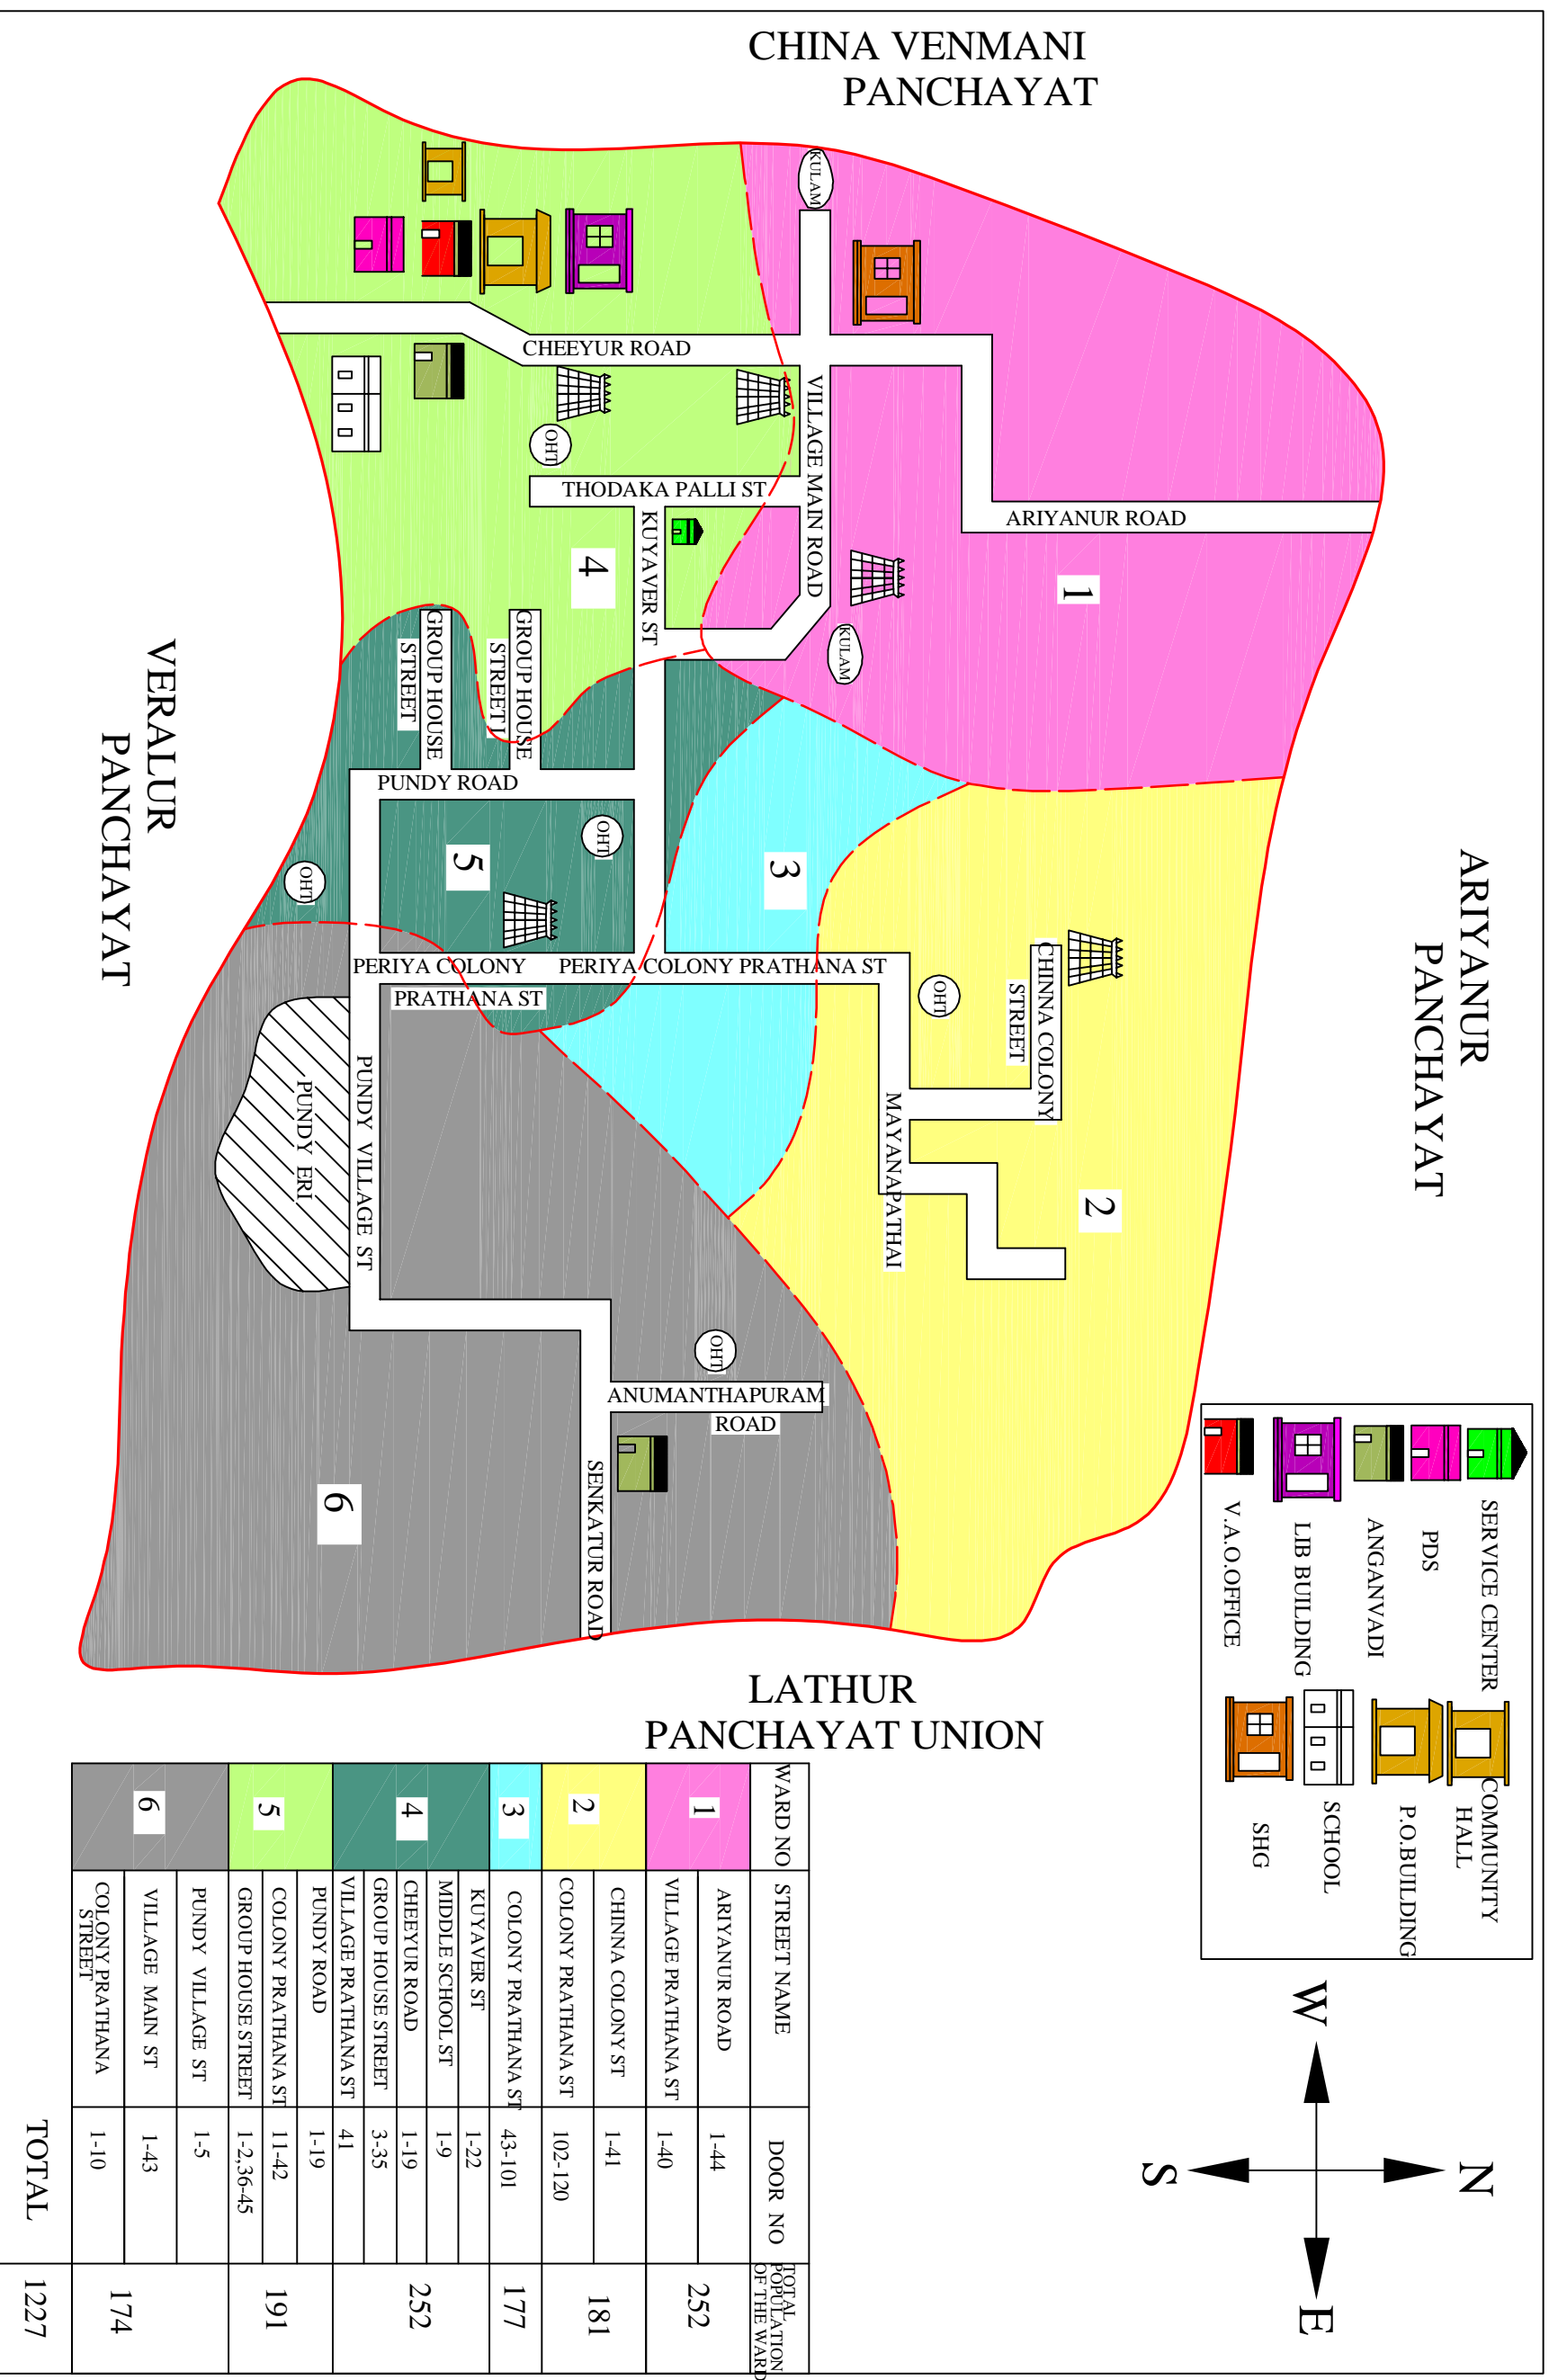 CHINA VENMANI
PANCHAYAT
ARIYANUR
PANCHAYAT
VERALUR
PANCHAYAT
LATHUR
PANCHAYAT UNION
KULAM
CHEEYUR ROAD
VILLAGE MAIN ROAD
ARIYANUR ROAD
OHT
THODAKA PALLI ST
KUYAVER ST
KULAM
1
4
GROUP HOUSE
STREET
GROUP HOUSE
STREET I
PUNDY ROAD
OHT
5
OHT
3
PERIYA COLONY
PRATHANA ST
PERIYA COLONY PRATHANA ST
OHT
CHINNA COLONY
STREET
MAYANAPATHAI
2
PUNDY VILLAGE ST
PUNDY ERI
OHT
ANUMANTHAPURAM
ROAD
SENKATUR ROAD
6
SERVICE CENTER
PDS
ANGANVADI
LIB BUILDING
V.A.O.OFFICE
COMMUNITY
HALL
P.O.BUILDING
SCHOOL
SHG
N
W
E
S
WARD NO STREET NAME DOOR NO TOTAL POPULATION OF THE WARD
1 ARIYANUR ROAD 1-44 252
VILLAGE PRATHANA ST 1-40
2 CHINNA COLONY ST 1-41 181
COLONY PRATHANA ST 102-120
3 COLONY PRATHANA ST 43-101 177
4 KUYAVER ST 1-22 252
MIDDLE SCHOOL ST 1-9
CHEEYUR ROAD 1-19
GROUP HOUSE STREET 3-35
VILLAGE PRATHANA ST 41
5 PUNDY ROAD 1-19 191
COLONY PRATHANA ST 11-42
GROUP HOUSE STREET 1-2,36-45
6 PUNDY VILLAGE ST 1-5 174
VILLAGE MAIN ST 1-43
COLONY PRATHANA
STREET 1-10
TOTAL 1227